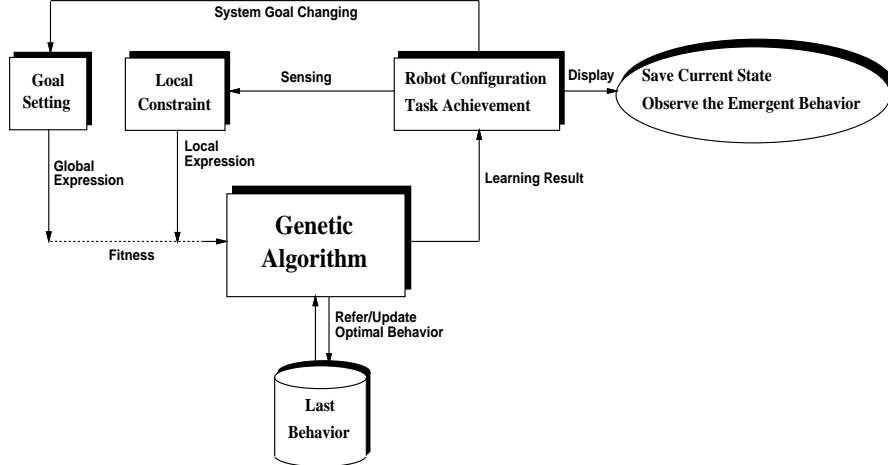 System Goal Changing
Goal
Setting
Local
Constraint
Sensing
Robot Configuration
Task Achievement
Display
Save Current State
Observe the Emergent Behavior
Global
Expression
Local
Expression
Learning Result
Fitness
Genetic
Algorithm
Refer/Update
Optimal Behavior
Last
Behavior